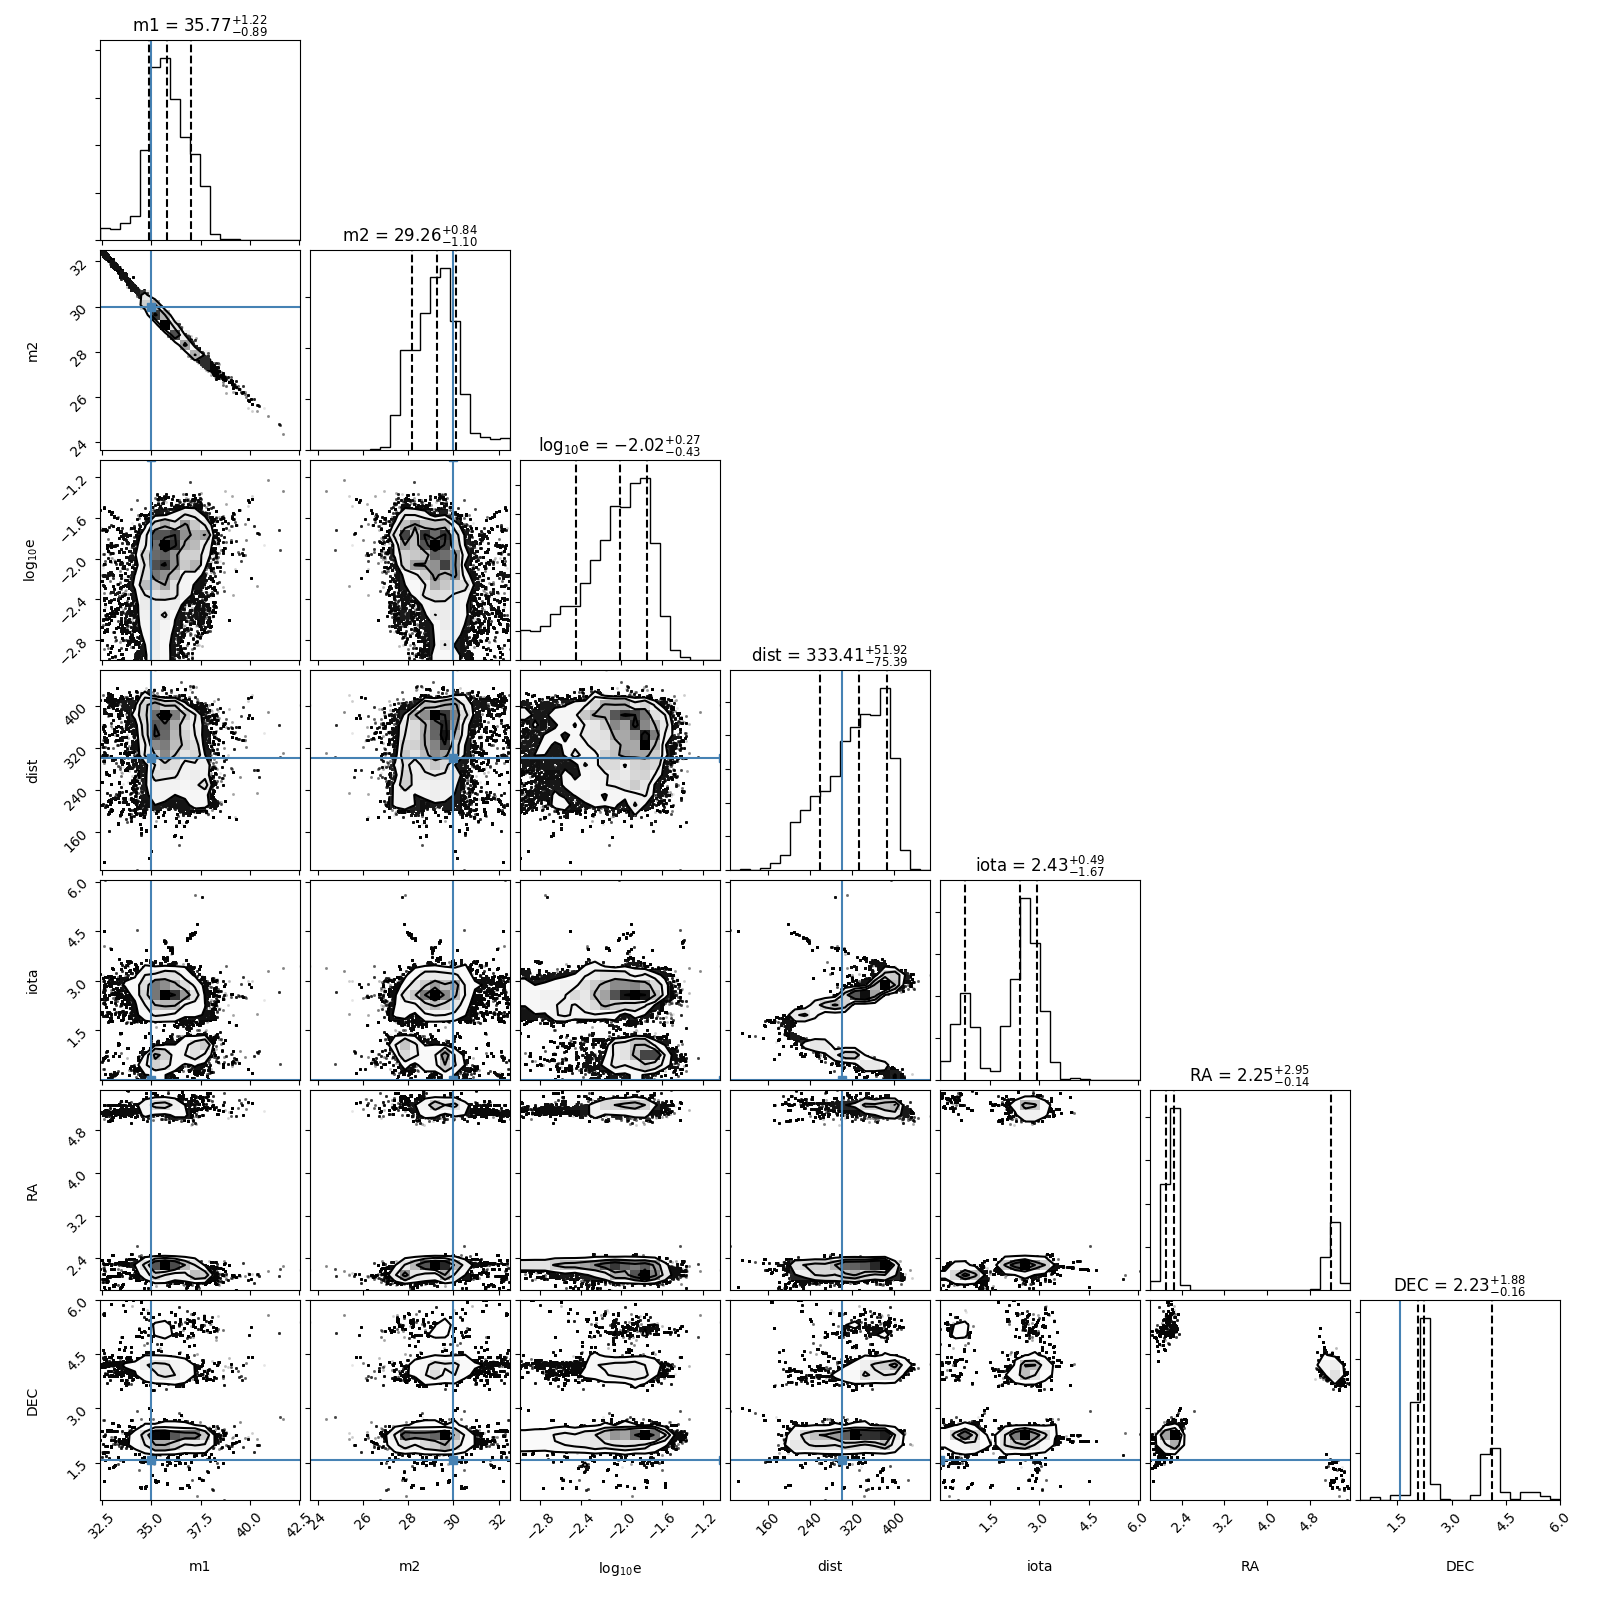 m1 = 35.77+1.22−0.89
m2 = 29.26+0.84−1.10
log10e = −2.02+0.27−0.43
dist = 333.41+51.92−75.39
iota = 2.43+0.49−1.67
RA = 2.25+2.95−0.14
DEC = 2.23+1.88−0.16
m2
32
30
28
26
24
log10e
−1.2
−1.6
−2.0
−2.4
−2.8
dist
400
320
240
160
iota
6.0
4.5
3.0
1.5
RA
4.8
4.0
3.2
2.4
DEC
6.0
4.5
3.0
1.5
32.5 35.0 37.5 40.0 42.5
24 26 28 30 32
−2.8 −2.4 −2.0 −1.6 −1.2
160 240 320 400
1.5 3.0 4.5 6.0
2.4 3.2 4.0 4.8
1.5 3.0 4.5 6.0
m1 m2 log10e dist iota RA DEC